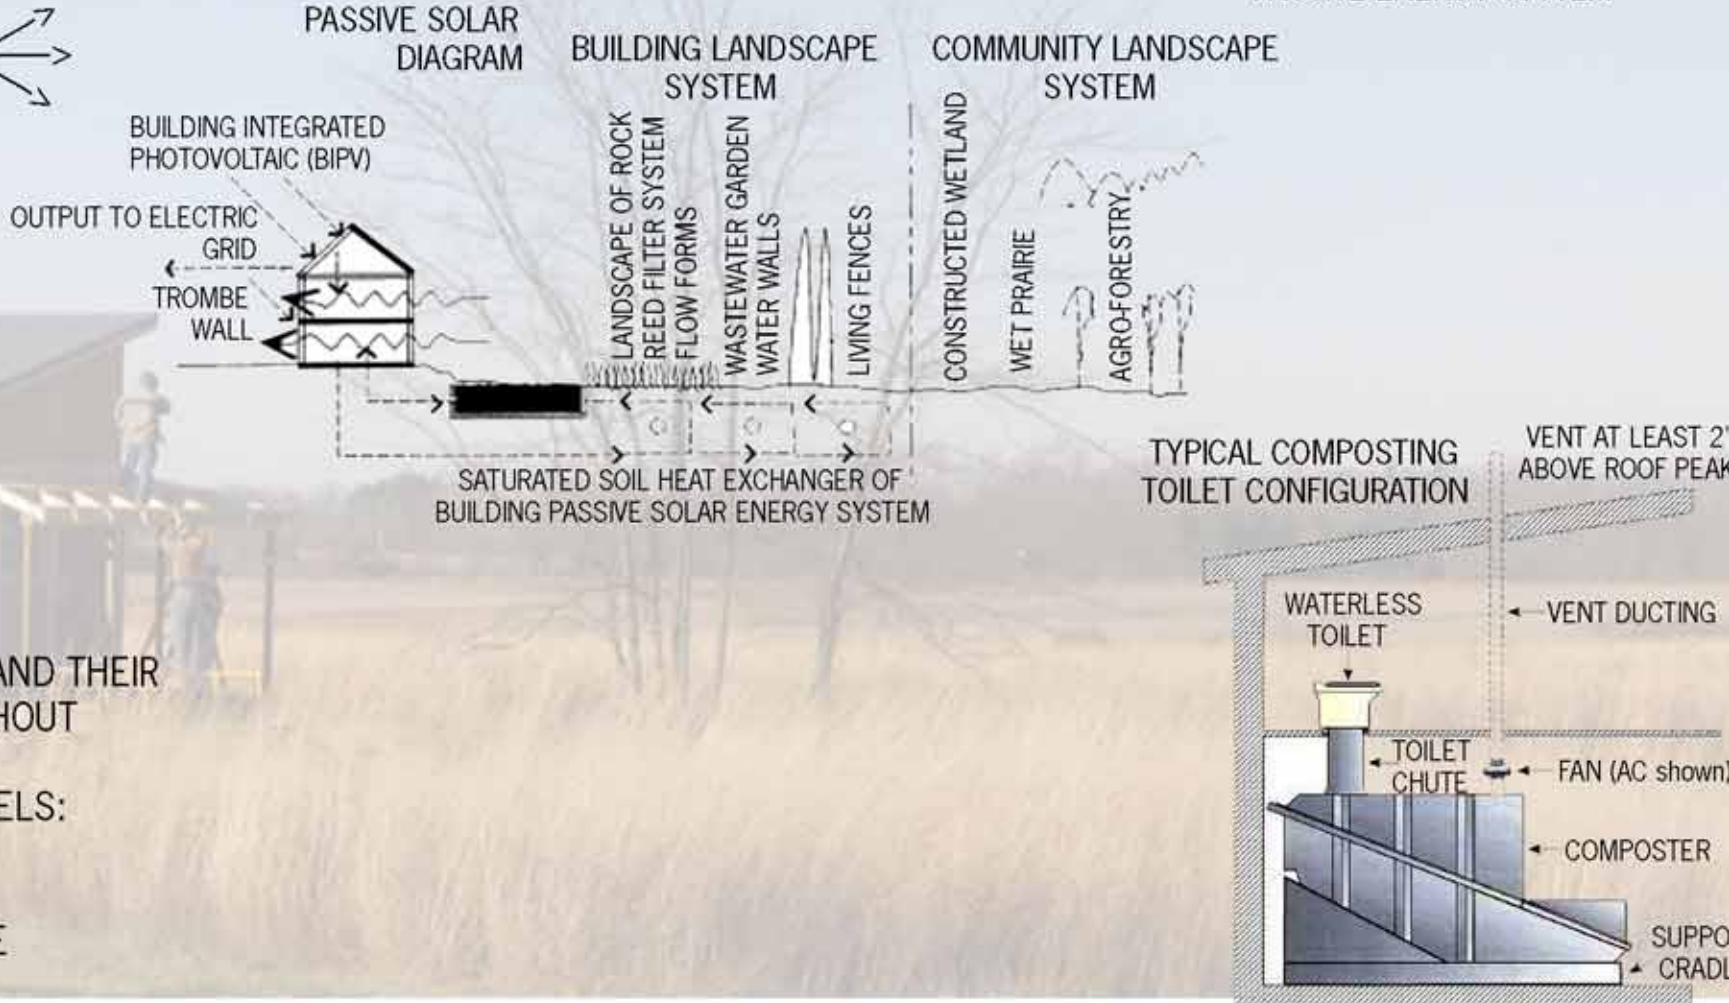 PASSIVE SOLAR
DIAGRAM
BUILDING LANDSCAPE
SYSTEM
COMMUNITY LANDSCAPE
SYSTEM
BUILDING INTEGRATED
PHOTOVOLTAIC (BIPV)
OUTPUT TO ELECTRIC
GRID
TROMBE
WALL
LANDSCAPE OF ROCK
REED FILTER SYSTEM
FLOW FORMS
WASTEWATER GARDEN
WATER WALLS
LIVING FENCES
CONSTRUCTED WETLAND
WET PRAIRIE
AGRO-FORESTRY
SATURATED SOIL HEAT EXCHANGER OF
BUILDING PASSIVE SOLAR ENERGY SYSTEM
TYPICAL COMPOSTING
TOILET CONFIGURATION
VENT AT LEAST 2'
ABOVE ROOF PEAK
WATERLESS
TOILET
VENT DUCTING
TOILET
CHUTE
FAN (AC shown)
COMPOSTER
SUPPO
CRADL
AND THEIR
HOUT
ELS:
E